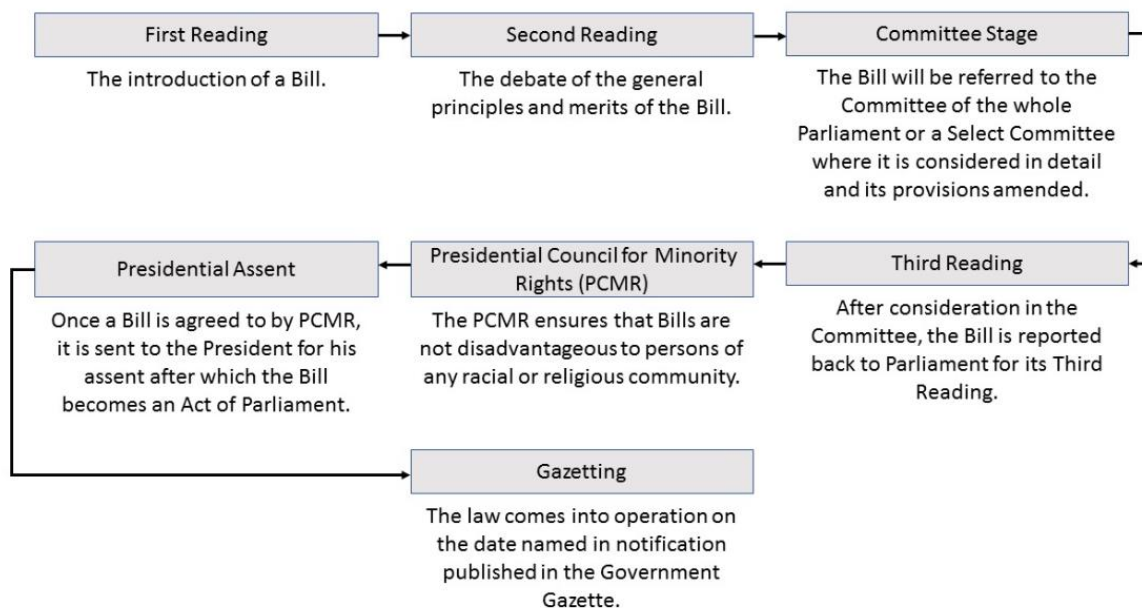 First Reading
The introduction of a Bill.
Second Reading
The debate of the general
principles and merits of the Bill.
Committee Stage
The Bill will be referred to the
Committee of the whole
Parliament or a Select Committee
where it is considered in detail
and its provisions amended.
Third Reading
After consideration in the
Committee, the Bill is reported
back to Parliament for its Third
Reading.
Presidential Council for Minority
Rights (PCMR)
The PCMR ensures that Bills are
not disadvantageous to persons of
any racial or religious community.
Presidential Assent
Once a Bill is agreed to by PCMR,
it is sent to the President for his
assent after which the Bill
becomes an Act of Parliament.
Gazetting
The law comes into operation on
the date named in notification
published in the Government
Gazette.